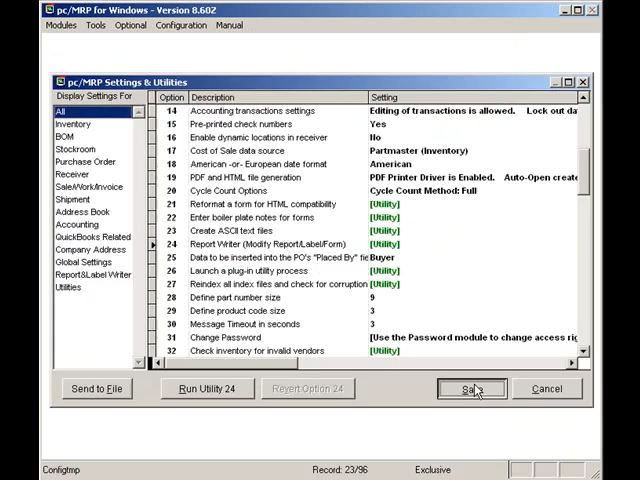 pc/MRP for Windows - Version 8.602
Modules Tools Optional Configuration Manual
pc/MRP Settings & Utilities
Display Settings For
All
Inventory
BOM
Stockroom
Purchase Order
Receiver
Sale/Work/Invoice
Shipment
Address Book
Accounting
QuickBooks Related
Company Address
Global Settings
Report&Label Writer
Utilities
Option Description Setting
14 Accounting transactions settings Editing of transactions is allowed. Lock out da
15 Pre-printed check numbers Yes
16 Enable dynamic locations in receiver No
17 Cost of Sale data source Partmaster (Inventory)
18 American -or- European date format American
19 PDF and HTML file generation PDF Printer Driver is Enabled. Auto-Open create
20 Cycle Count Options Cycle Count Method: Full
21 Reformat a form for HTML compatibility [Utility]
22 Enter boiler plate notes for forms [Utility]
23 Create ASCII text files [Utility]
24 Report Writer (Modify Report/Label/Form) [Utility]
25 Data to be inserted into the PO's "Placed By" fie Buyer
26 Launch a plug-in utility process [Utility]
27 Reindex all index files and check for corruption [Utility]
28 Define part number size 9
29 Define product code size 3
30 Message Timeout in seconds 3
31 Change Password [Use the Password module to change access rig
32 Check inventory for invalid vendors [Utility]
Send to File Run Utility 24 Revert Option 24 Save Cancel
Configtmp Record: 23/96 Exclusive